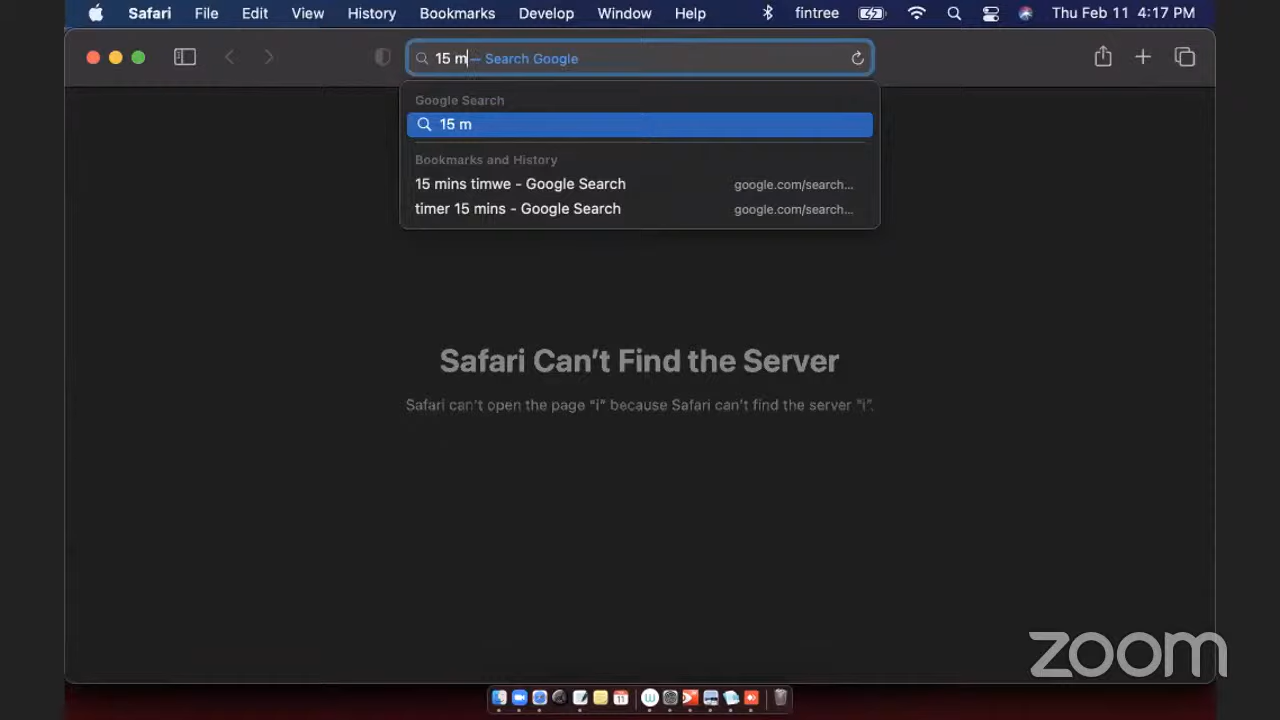 Safari File Edit View History Bookmarks Develop Window Help fintree Thu Feb 11 4:17 PM
15 m – Search Google
Google Search
15 m
Bookmarks and History
15 mins timwe - Google Search google.com/search...
timer 15 mins - Google Search google.com/search...
Safari Can't Find the Server
Safari can't open the page "i" because Safari can't find the server "i".
zoom
11